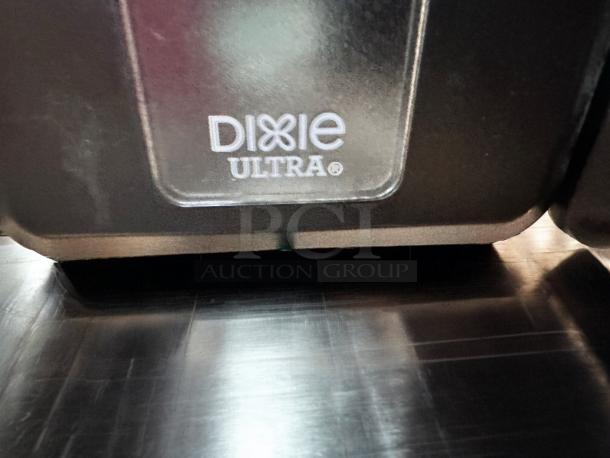 DIXIE
ULTRA®
PCI
AUCTION GROUP